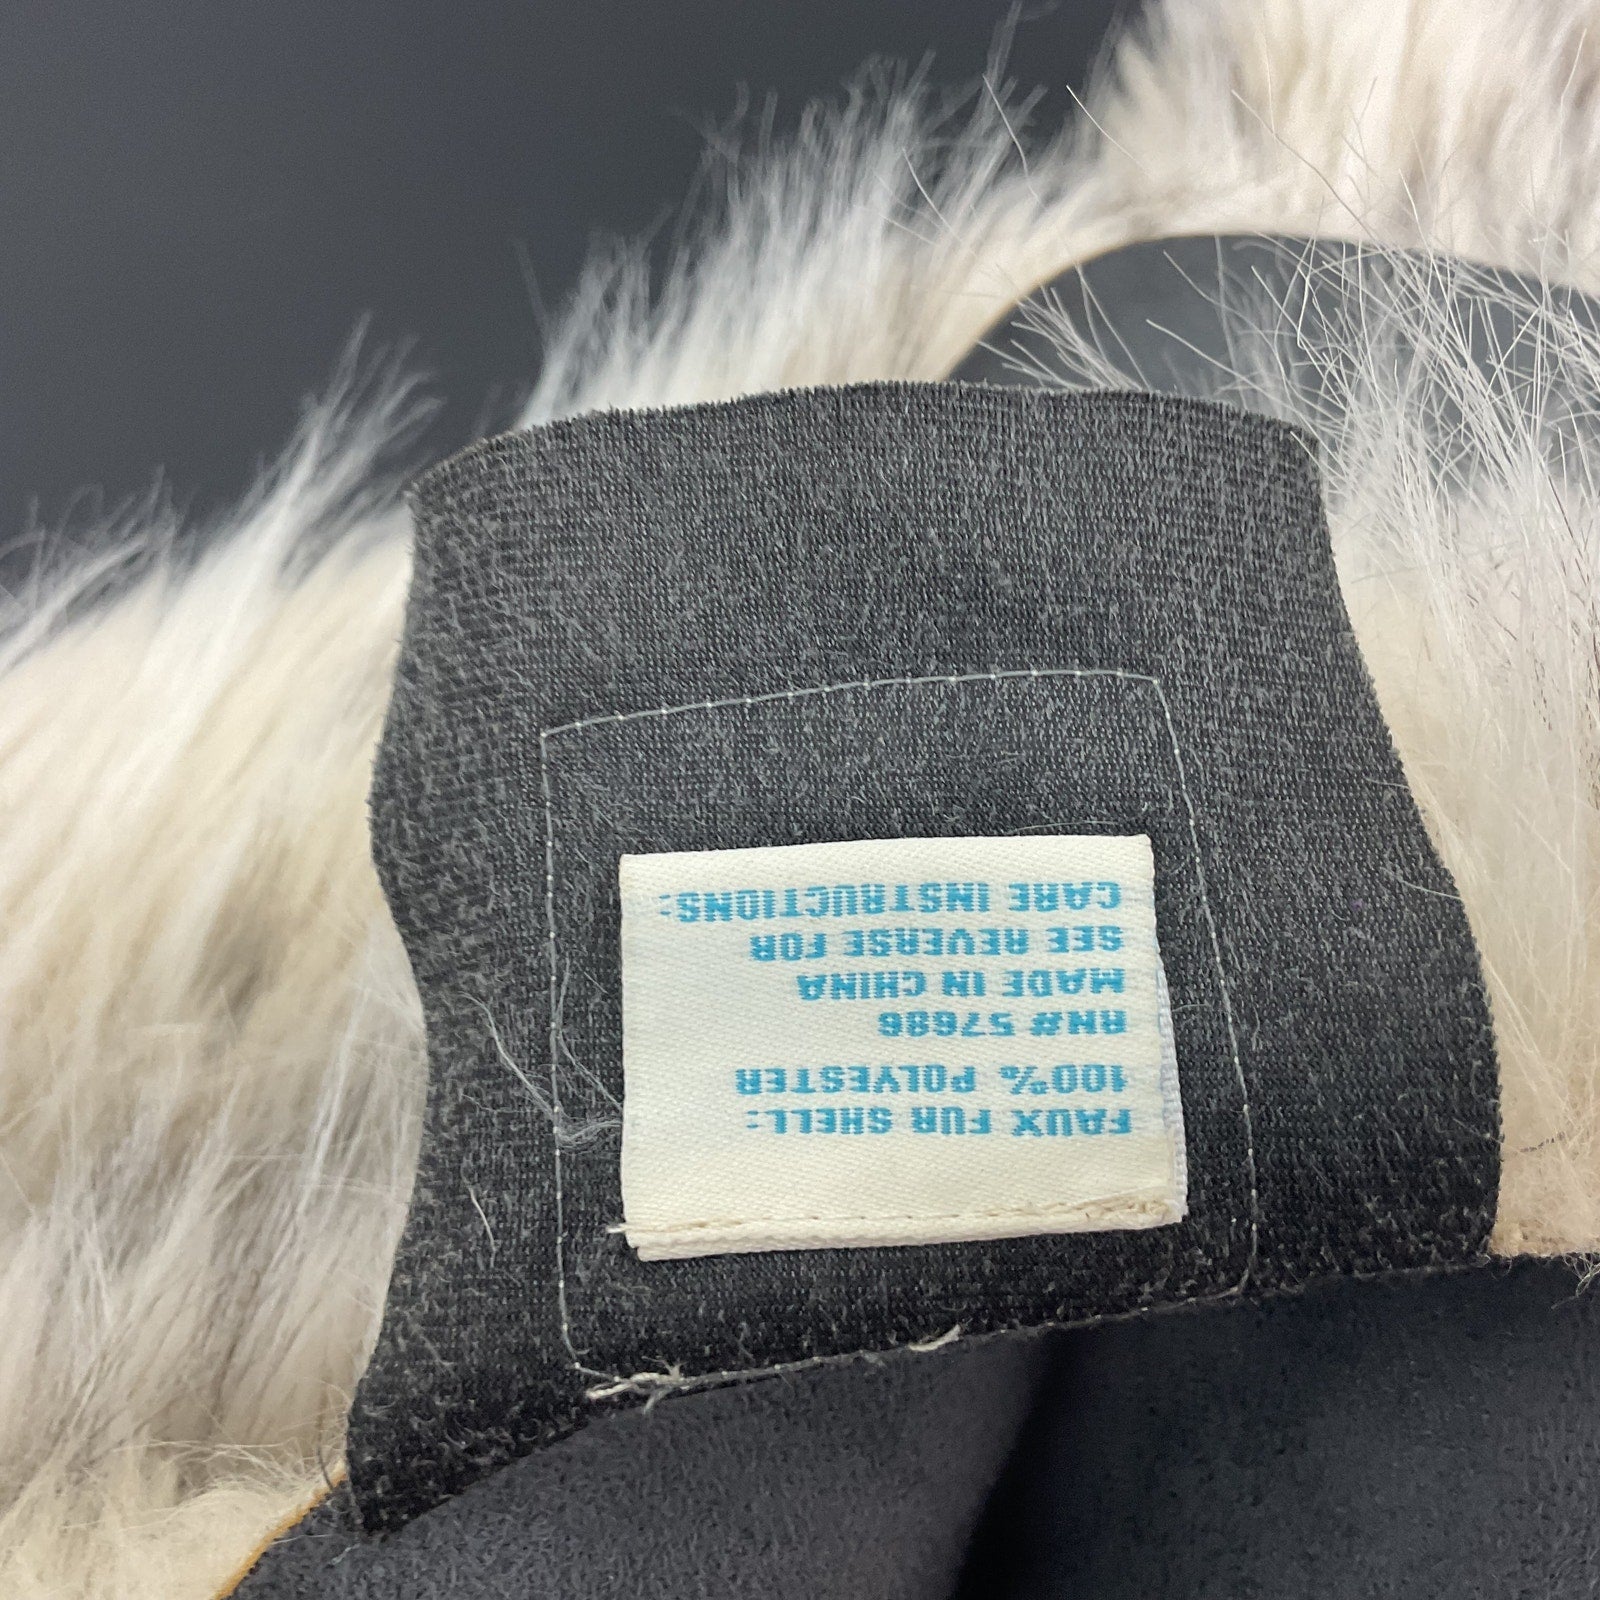 FAUX FUR SHELL:
100% POLYESTER
RN# 57686
MADE IN CHINA
SEE REVERSE FOR
CARE INSTRUCTIONS: